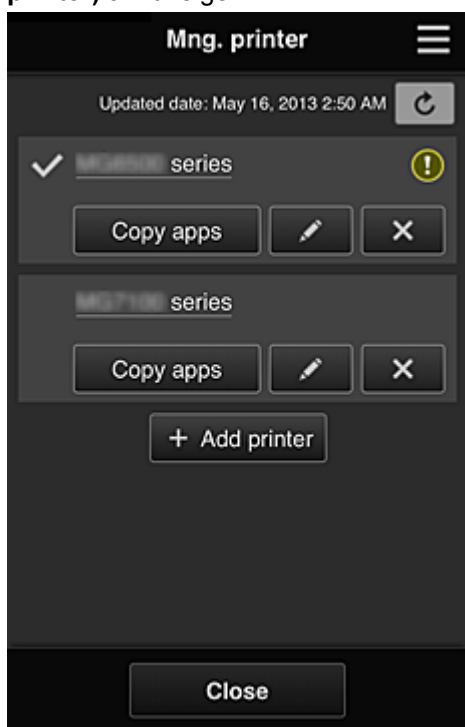 Mng. printer
Updated date: May 16, 2013 2:50 AM
series
Copy apps
series
Copy apps
+ Add printer
Close